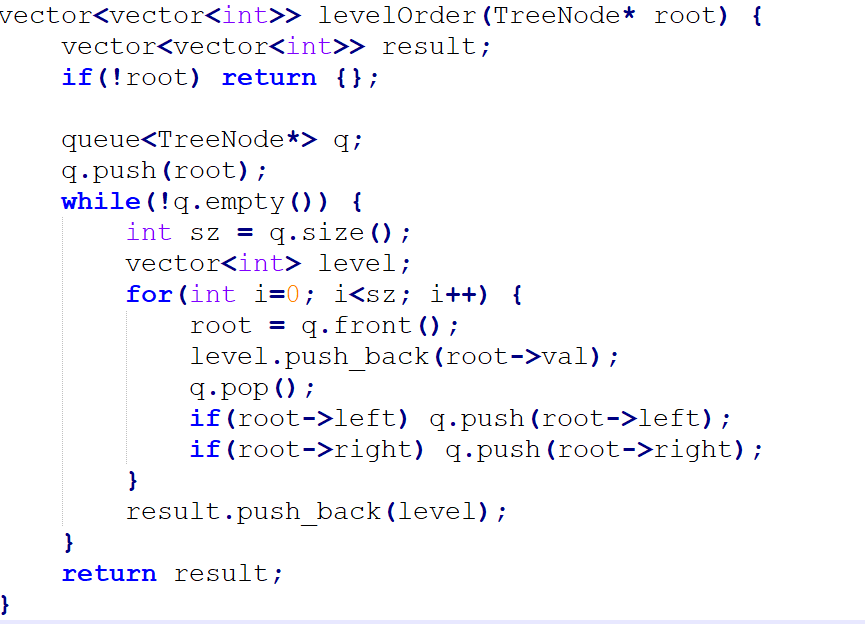 vector<vector<int>> levelOrder(TreeNode* root) {
    vector<vector<int>> result;
    if(!root) return {};

    queue<TreeNode*> q;
    q.push(root);
    while(!q.empty()) {
        int sz = q.size();
        vector<int> level;
        for(int i=0; i<sz; i++) {
            root = q.front();
            level.push_back(root->val);
            q.pop();
            if(root->left) q.push(root->left);
            if(root->right) q.push(root->right);
        }
        result.push_back(level);
    }
    return result;
}